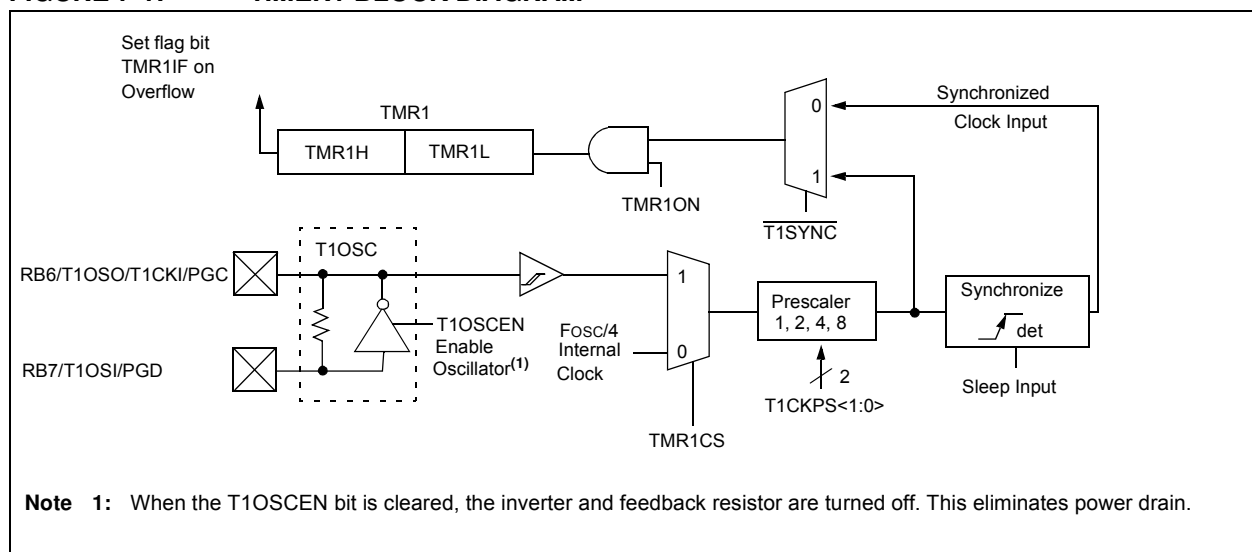 Set flag bit
TMR1IF on
Overflow
TMR1
TMR1H
TMR1L
TMR1ON
0
1
T1SYNC
Synchronized
Clock Input
RB6/T1OSO/T1CKI/PGC
RB7/T1OSI/PGD
T1OSC
T1OSCEN
Enable
Oscillator(1)
FOSC/4
Internal
Clock
1
0
TMR1CS
Prescaler
1, 2, 4, 8
2
T1CKPS<1:0>
Synchronize
det
Sleep Input
Note 1: When the T1OSCEN bit is cleared, the inverter and feedback resistor are turned off. This eliminates power drain.